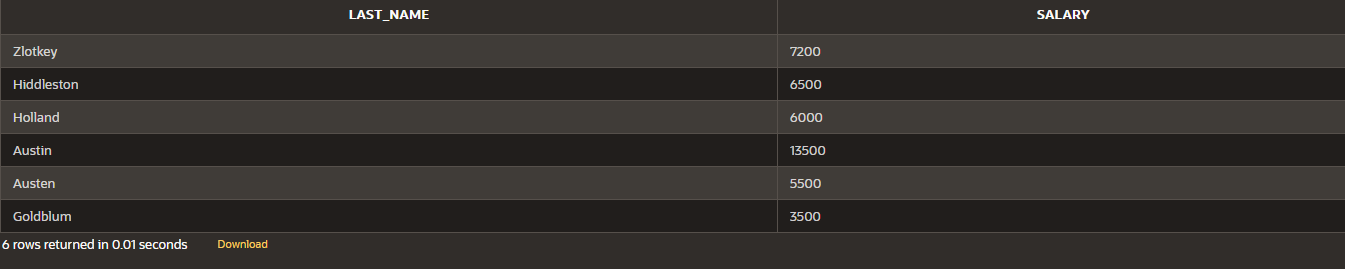 LAST_NAME SALARY
Zlotkey 7200
Hiddleston 6500
Holland 6000
Austin 13500
Austen 5500
Goldblum 3500
6 rows returned in 0.01 seconds Download